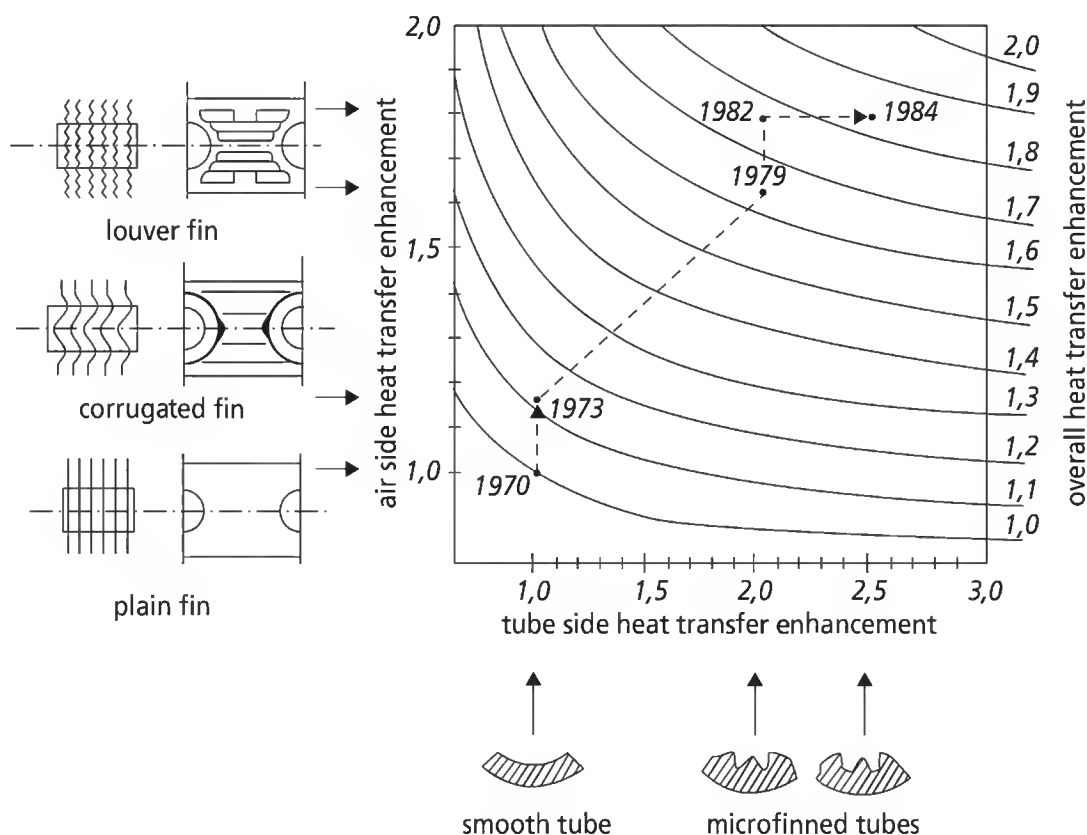 louver fin
corrugated fin
plain fin
air side heat transfer enhancement
2,0
1,5
1,0
1982
1984
1979
1973
1970
2,0
1,9
1,8
1,7
1,6
1,5
1,4
1,3
1,2
1,1
1,0
overall heat transfer enhancement
1,0 1,5 2,0 2,5 3,0
tube side heat transfer enhancement
smooth tube
microfinned tubes